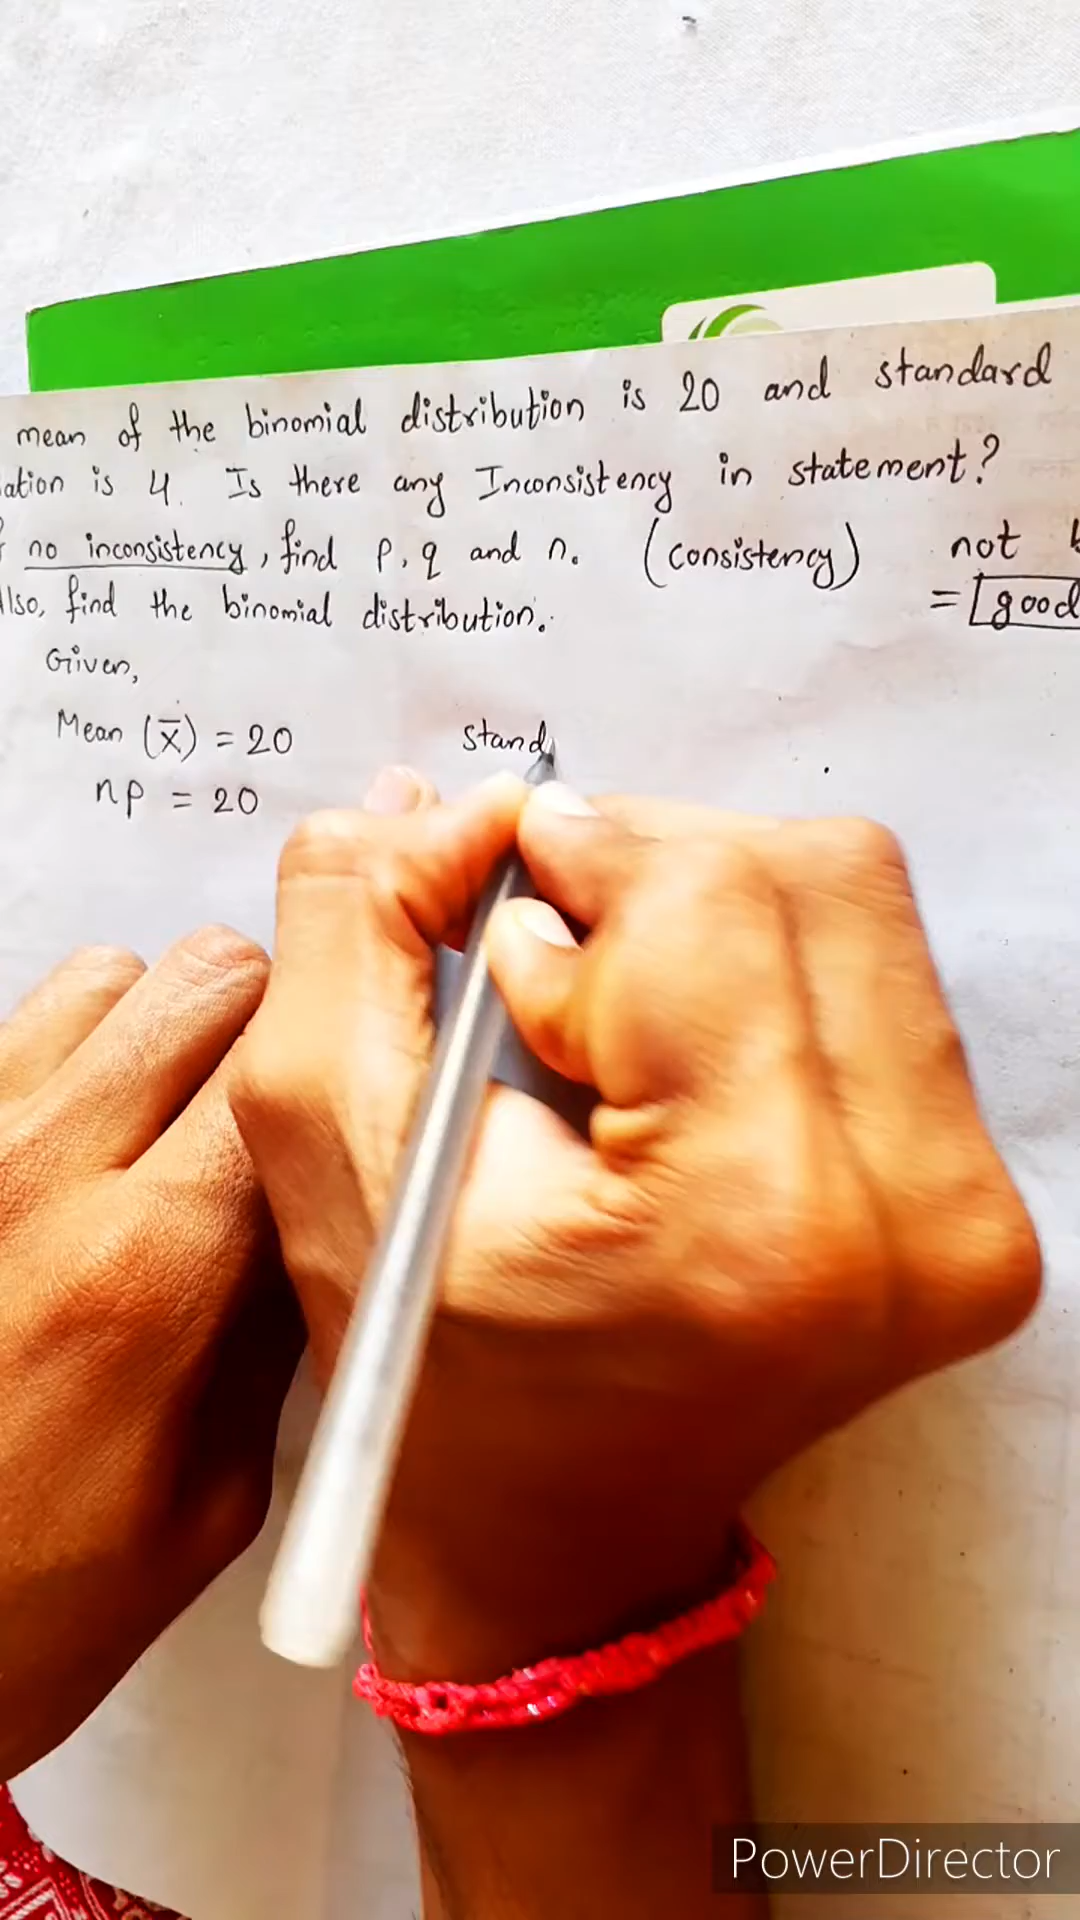 mean of the binomial distribution is 20 and standard
ation is 4. Is there any Inconsistency in statement?
no inconsistency, find p, q and n. (consistency) not
Also, find the binomial distribution. = good
Given,
Mean (x̄) = 20 stand
np = 20
PowerDirector